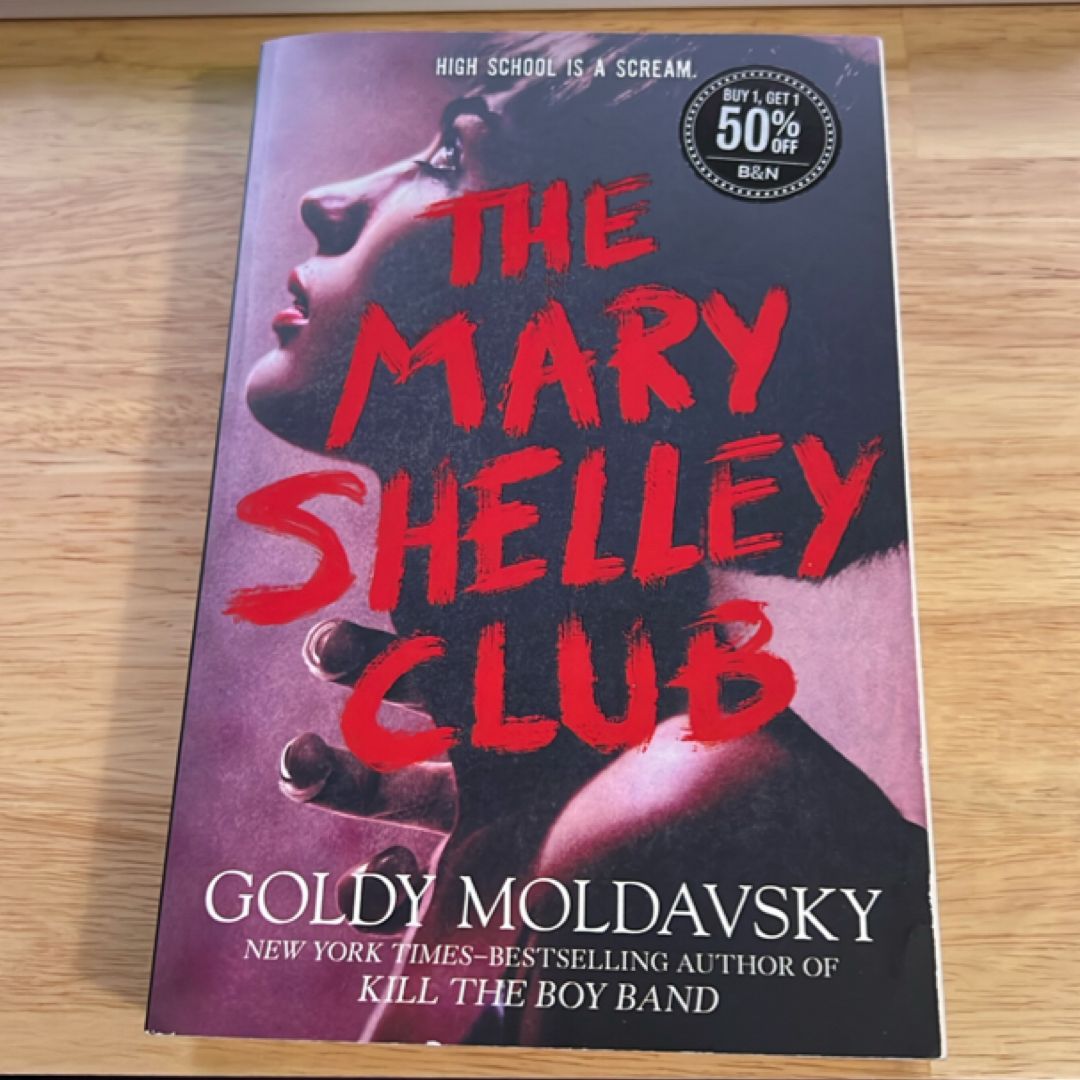 HIGH SCHOOL IS A SCREAM.
BUY 1, GET 1
50% OFF
B&N
THE
MARY
SHELLEY
CLUB
GOLDY MOLDAVSKY
NEW YORK TIMES–BESTSELLING AUTHOR OF
KILL THE BOY BAND